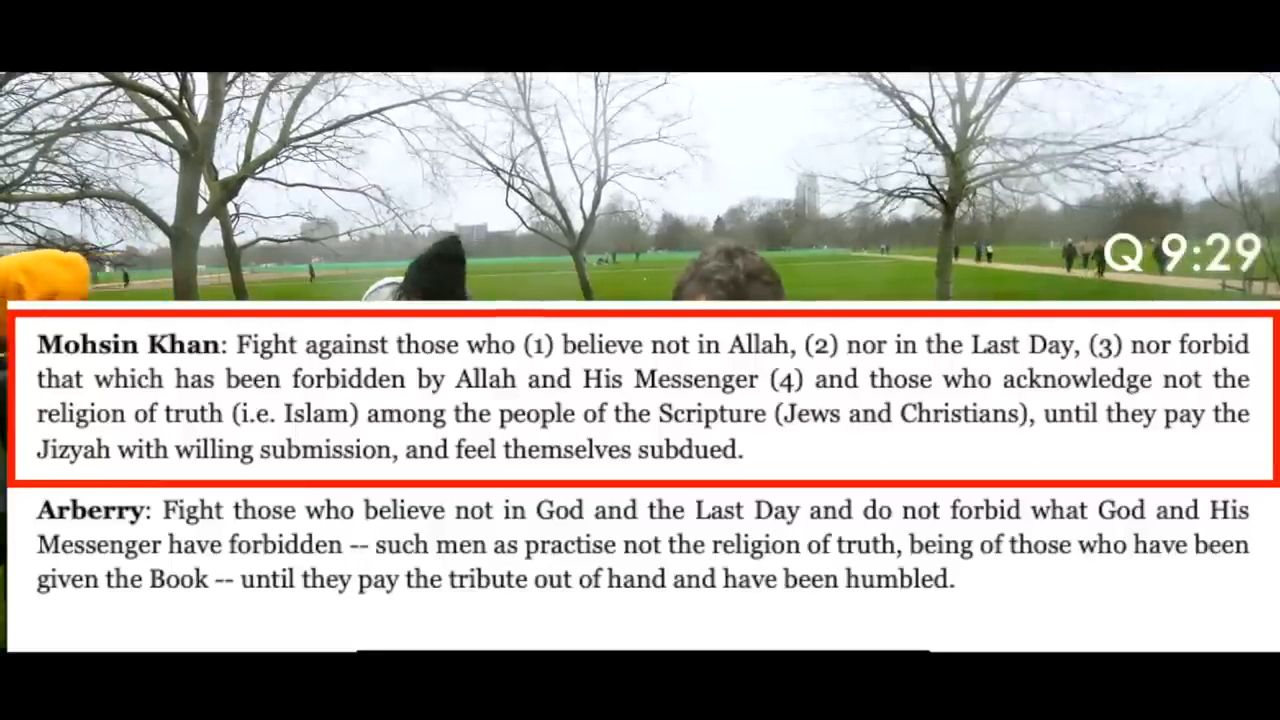 Q 9:29
Mohsin Khan: Fight against those who (1) believe not in Allah, (2) nor in the Last Day, (3) nor forbid
that which has been forbidden by Allah and His Messenger (4) and those who acknowledge not the
religion of truth (i.e. Islam) among the people of the Scripture (Jews and Christians), until they pay the
Jizyah with willing submission, and feel themselves subdued.
Arberry: Fight those who believe not in God and the Last Day and do not forbid what God and His
Messenger have forbidden -- such men as practise not the religion of truth, being of those who have been
given the Book -- until they pay the tribute out of hand and have been humbled.